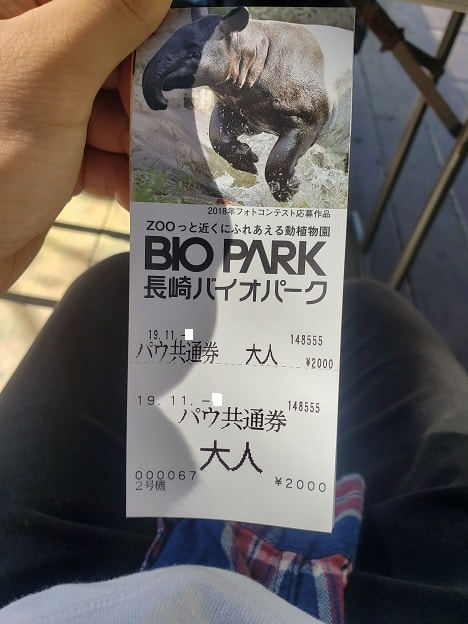 2018年フォトコンテスト応募作品
ZOOっと近くにふれあえる動植物園
BIO PARK
長崎バイオパーク
19.11.-
148555
パウ共通券 大人 ¥2000
19.11.-
148555
パウ共通券
大人
000067
2号機
¥2000